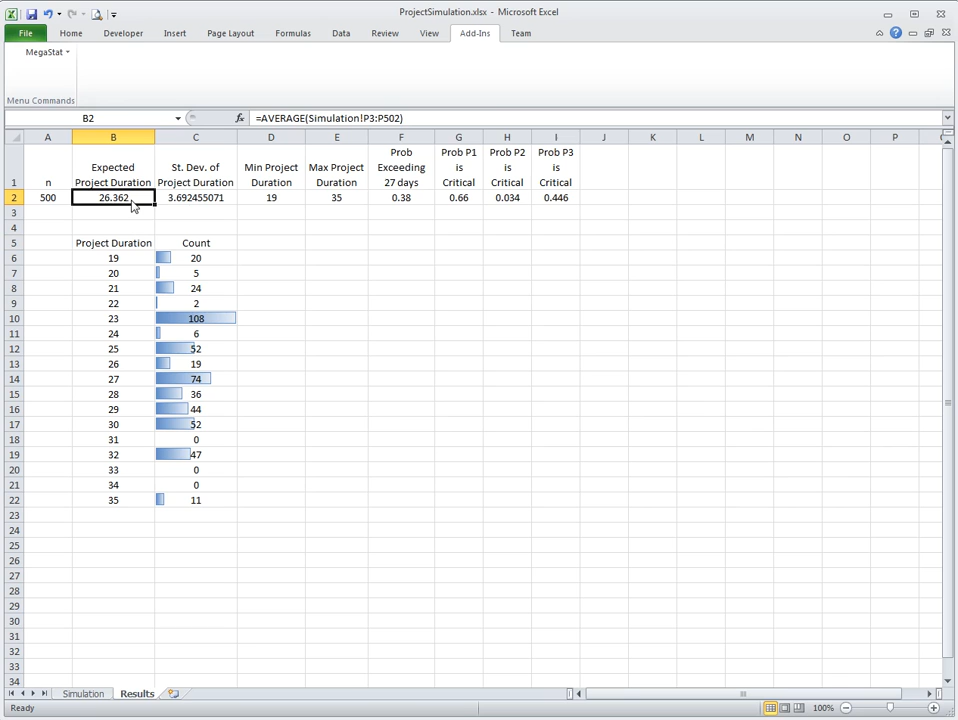 ProjectSimulation.xlsx - Microsoft Excel
File Home Developer Insert Page Layout Formulas Data Review View Add-Ins Team
MegaStat
Menu Commands
B2 fx =AVERAGE(Simulation!P3:P502)
A B C D E F G H I J K L M N O P
Prob Prob P1 Prob P2 Prob P3
Expected St. Dev. of Min Project Max Project Exceeding is is is
1 n Project Duration Project Duration Duration Duration 27 days Critical Critical Critical
2 500 26.362 3.692455071 19 35 0.38 0.66 0.034 0.446
3
4
5 Project Duration Count
6 19 20
7 20 5
8 21 24
9 22 2
10 23 108
11 24 6
12 25 52
13 26 19
14 27 74
15 28 36
16 29 44
17 30 52
18 31 0
19 32 47
20 33 0
21 34 0
22 35 11
23
24
25
26
27
28
29
30
31
32
33
34
Simulation Results
Ready 100%